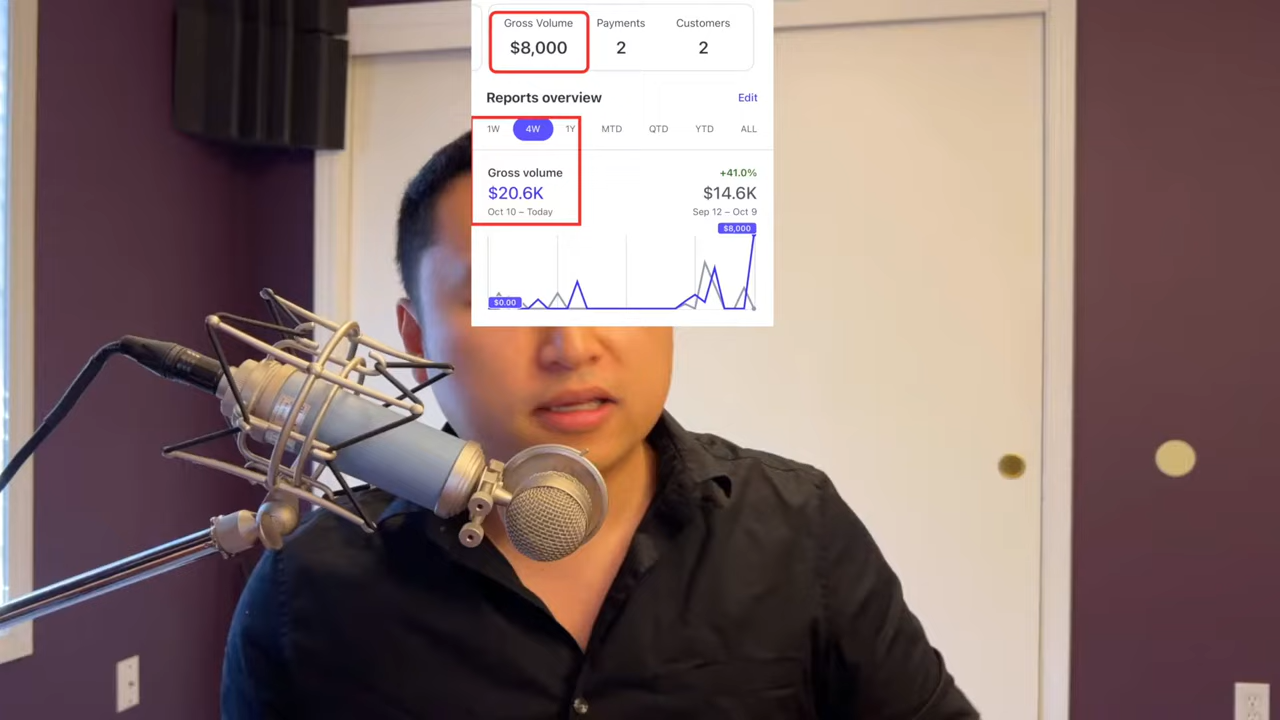 Gross Volume Payments Customers
$8,000 2 2
Reports overview Edit
1W 4W 1Y MTD QTD YTD ALL
Gross volume +41.0%
$20.6K $14.6K
Oct 10 – Today Sep 12 – Oct 9
$8,000
$0.00